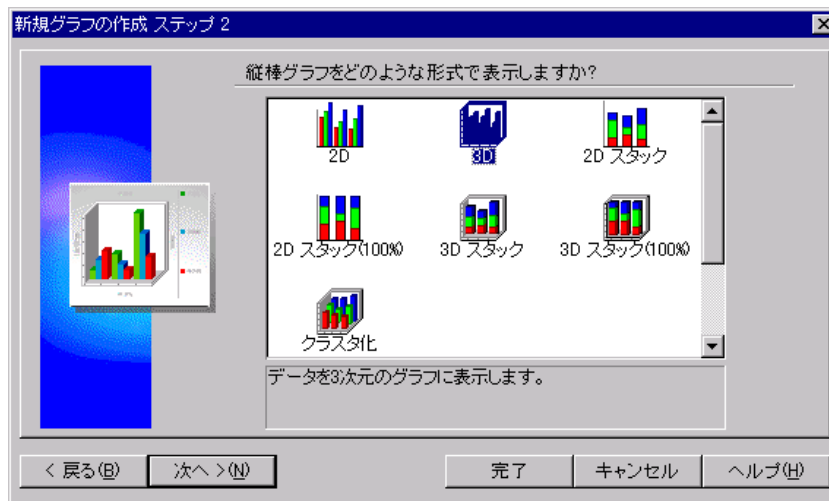 新規グラフの作成 ステップ 2
縦棒グラフをどのような形式で表示しますか?
2D
3D
2D スタック
2D スタック(100%)
3D スタック
3D スタック(100%)
クラスタ化
データを3次元のグラフに表示します。
< 戻る(B)
次へ >(N)
完了
キャンセル
ヘルプ(H)